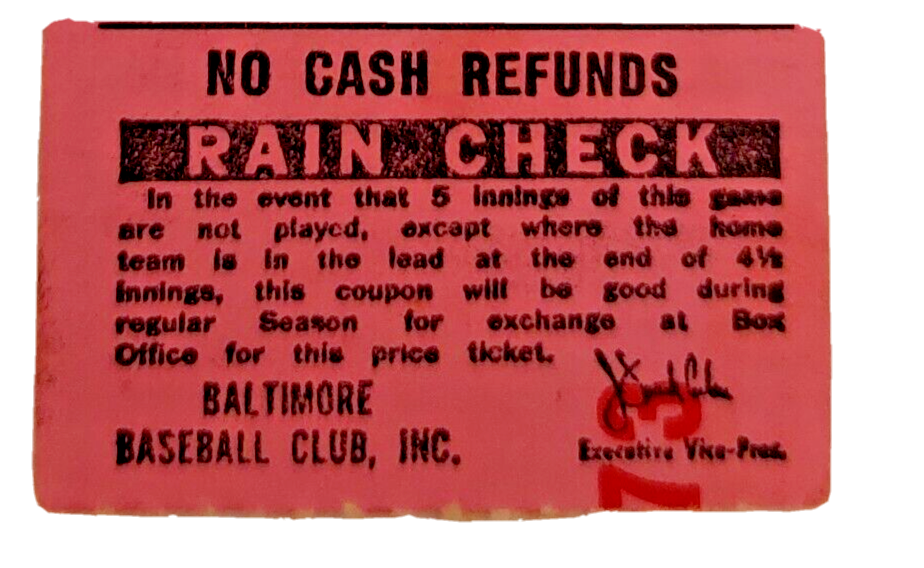 NO CASH REFUNDS
RAIN CHECK
In the event that 5 innings of this game
are not played, except where the home
team is in the lead at the end of 4½
innings, this coupon will be good during
regular Season for exchange at Box
Office for this price ticket.
BALTIMORE
BASEBALL CLUB, INC.
Executive Vice-Pres.
73